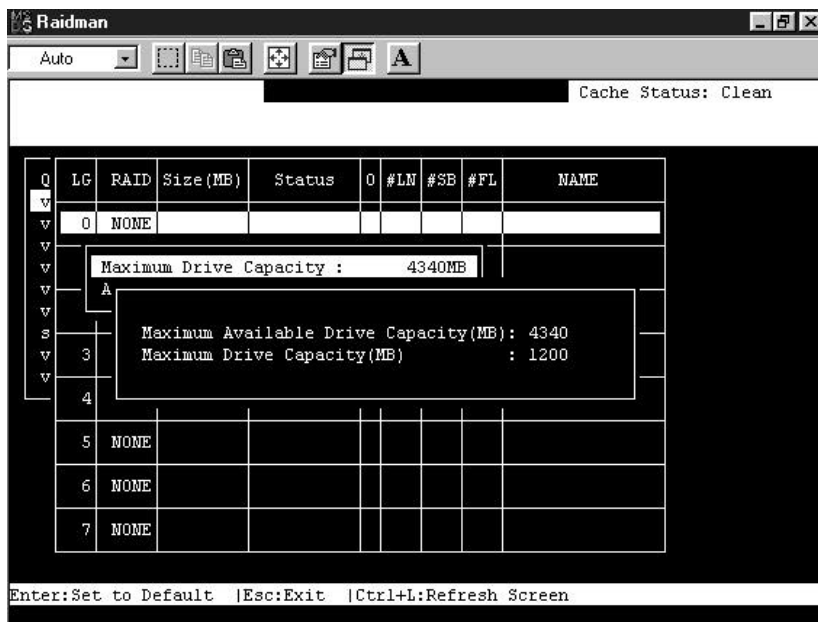 Raidman
Auto
A
Cache Status: Clean
Q LG RAID Size(MB) Status O #LN #SB #FL NAME
v
v 0 NONE
v
v Maximum Drive Capacity : 4340MB
v A
v
s Maximum Available Drive Capacity(MB): 4340
v 3 Maximum Drive Capacity(MB) : 1200
v
4
5 NONE
6 NONE
7 NONE
Enter:Set to Default |Esc:Exit |Ctrl+L:Refresh Screen